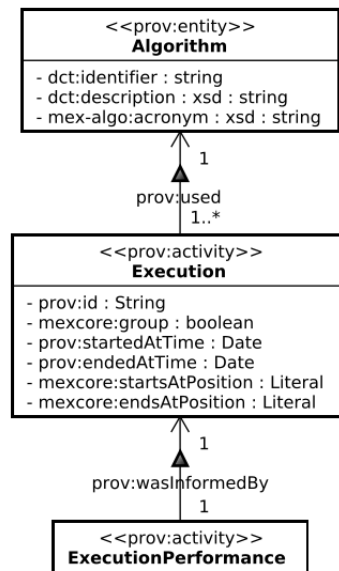 <<prov:entity>>
Algorithm
- dct:identifier : string
- dct:description : xsd : string
- mex-algo:acronym : xsd : string
1
prov:used
1..*
<<prov:activity>>
Execution
- prov:id : String
- mexcore:group : boolean
- prov:startedAtTime : Date
- prov:endedAtTime : Date
- mexcore:startsAtPosition : Literal
- mexcore:endsAtPosition : Literal
1
prov:wasInformedBy
1
<<prov:activity>>
ExecutionPerformance